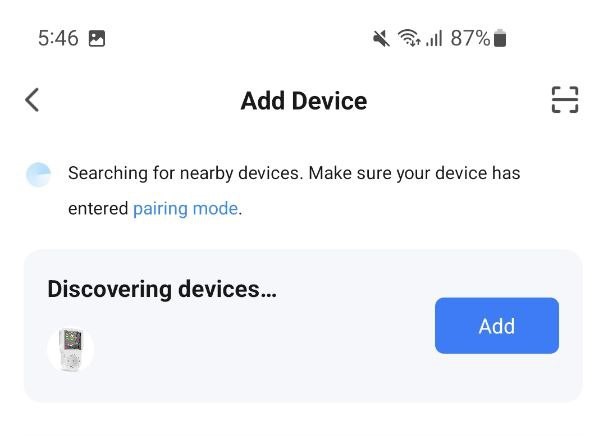 5:46 87%
Add Device
Searching for nearby devices. Make sure your device has
entered pairing mode.
Discovering devices...
Add